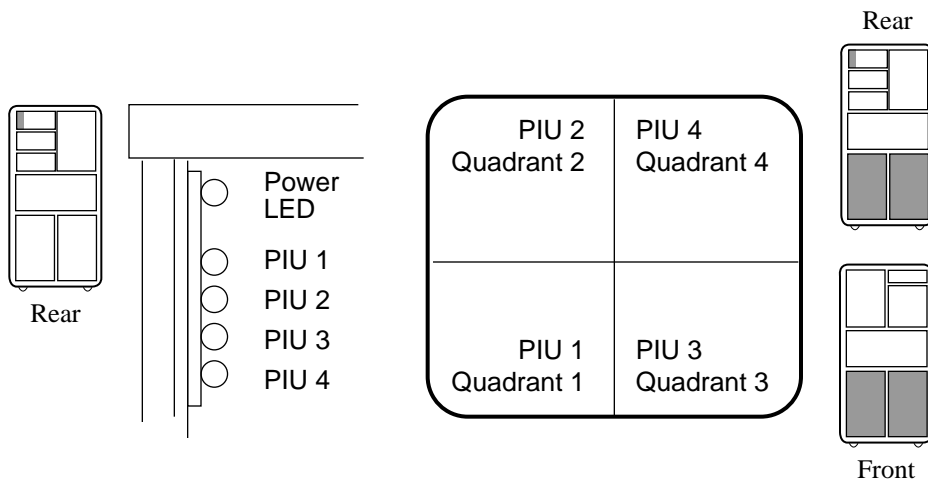 Rear
Power
LED
PIU 1
PIU 2
PIU 3
PIU 4
Rear
PIU 2
Quadrant 2
PIU 4
Quadrant 4
PIU 1
Quadrant 1
PIU 3
Quadrant 3
Rear
Front